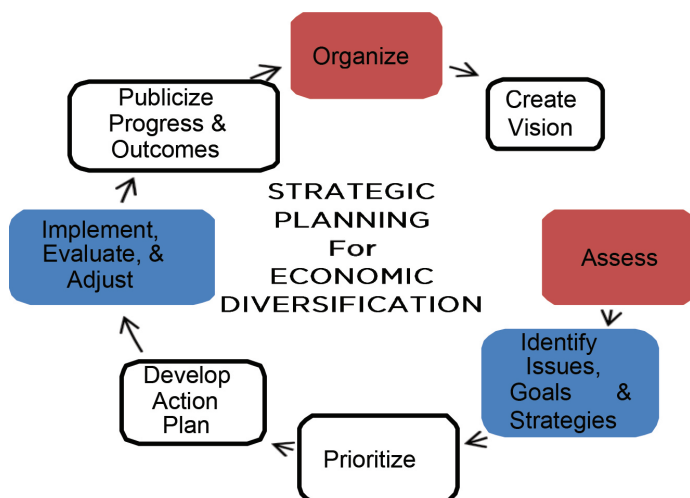 Organize
Create
Vision
Assess
Identify
Issues,
Goals &
Strategies
Prioritize
Develop
Action
Plan
Implement,
Evaluate, &
Adjust
Publicize
Progress &
Outcomes
STRATEGIC
PLANNING
For
ECONOMIC
DIVERSIFICATION